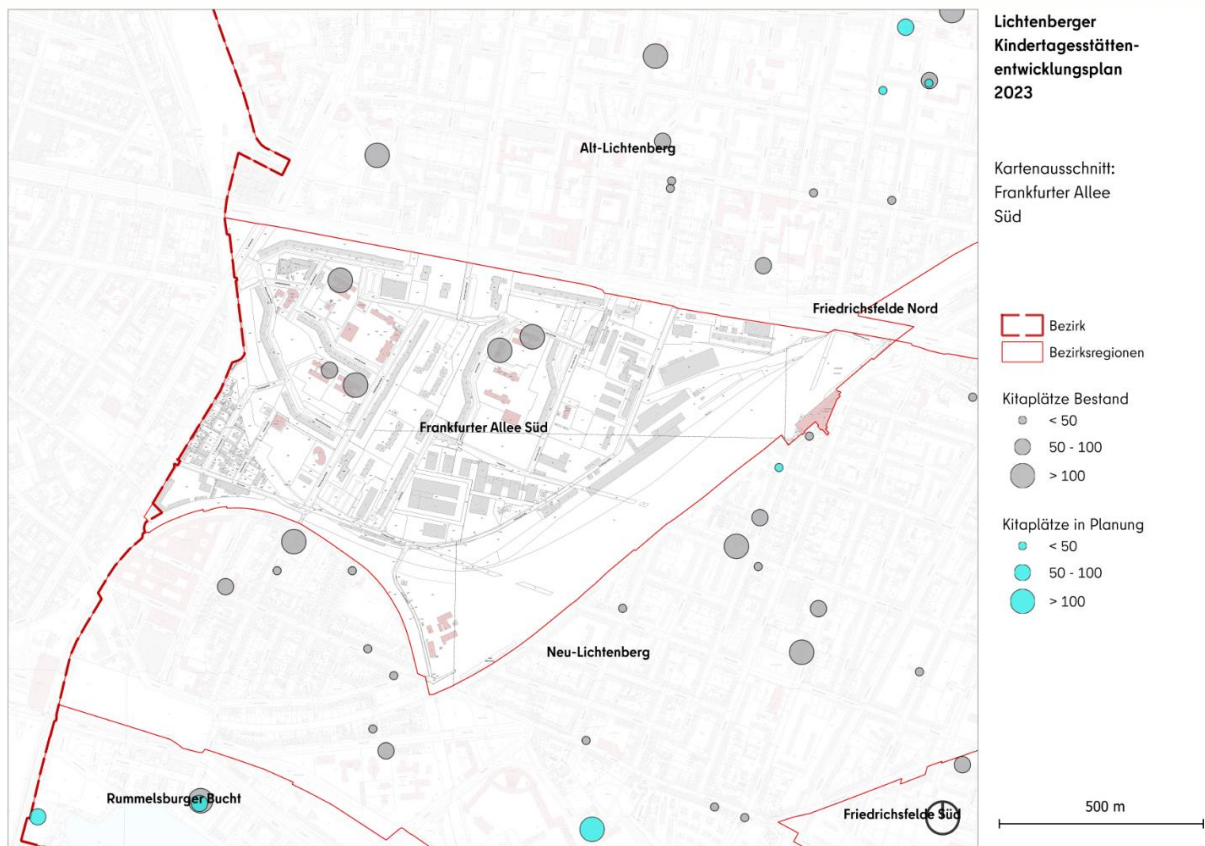 Lichtenberger
Kindertagesstätten-
entwicklungsplan
2023
Kartenausschnitt:
Frankfurter Allee
Süd
Bezirk
Bezirksregionen
Kitaplätze Bestand
< 50
50 - 100
> 100
Kitaplätze in Planung
< 50
50 - 100
> 100
500 m
Alt-Lichtenberg
Friedrichsfelde Nord
Frankfurter Allee Süd
Neu-Lichtenberg
Rummelsburger Bucht
Friedrichsfelde Süd